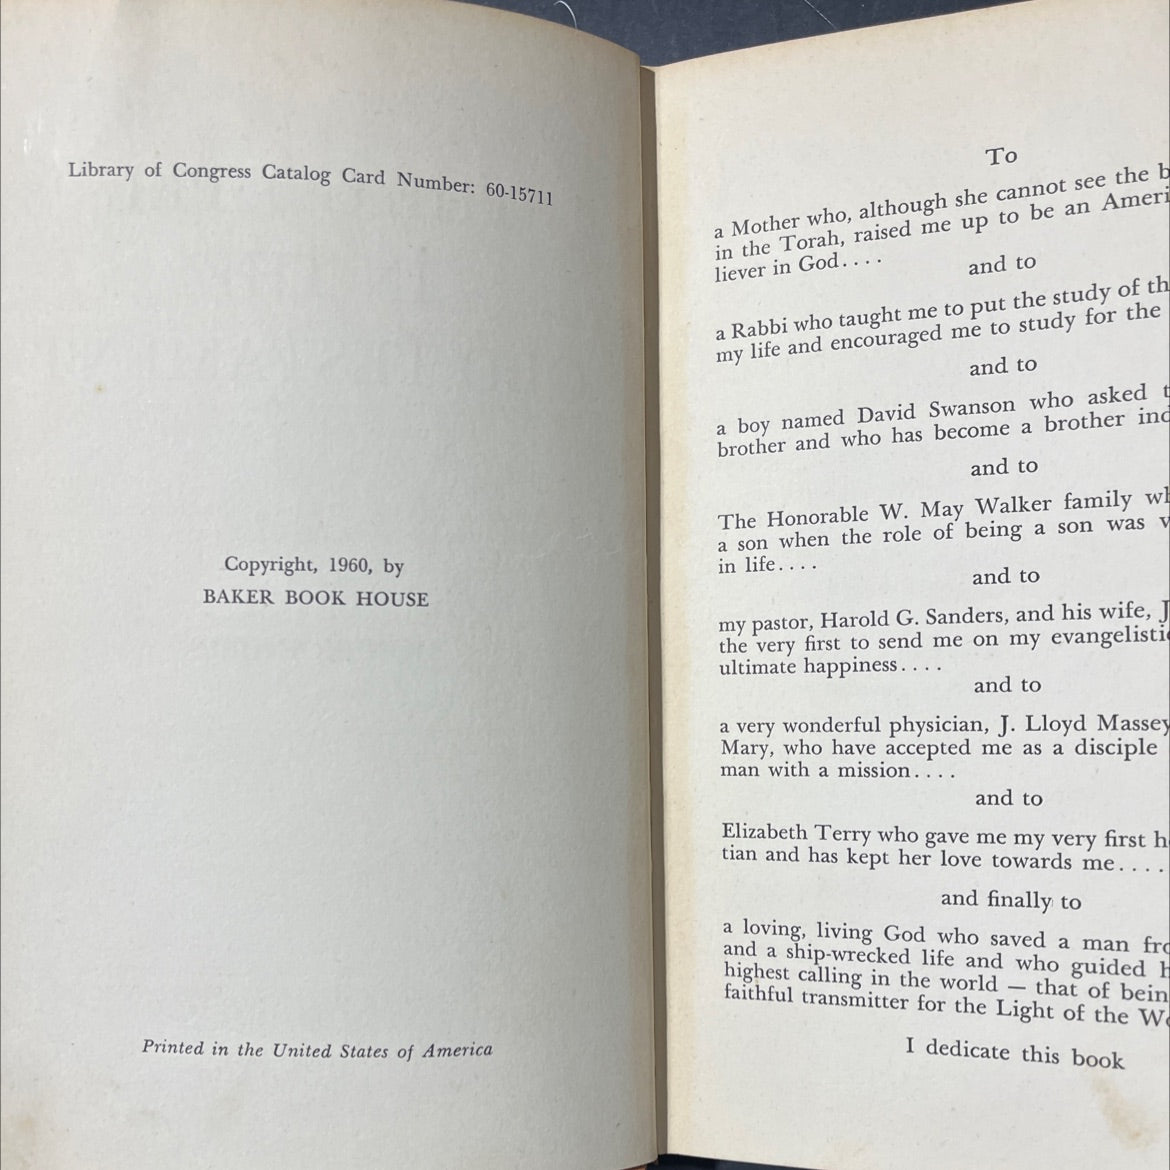 Library of Congress Catalog Card Number: 60-15711
Copyright, 1960, by
BAKER BOOK HOUSE
Printed in the United States of America
To
a Mother who, although she cannot see the
in the Torah, raised me up to be an
liever in God....
and to
a Rabbi who taught me to put the study of
my life and encouraged me to study for the
and to
a boy named David Swanson who asked
brother and who has become a brother
and to
The Honorable W. May Walker family
a son when the role of being a son was
in life....
and to
my pastor, Harold G. Sanders, and his wife,
the very first to send me on my
ultimate happiness....
and to
a very wonderful physician, J. Lloyd Massey
Mary, who have accepted me as a disciple
man with a mission....
and to
Elizabeth Terry who gave me my very first
tian and has kept her love towards me....
and finally to
a loving, living God who saved a man
and a ship-wrecked life and who guided
highest calling in the world — that of
faithful transmitter for the Light of the
I dedicate this book